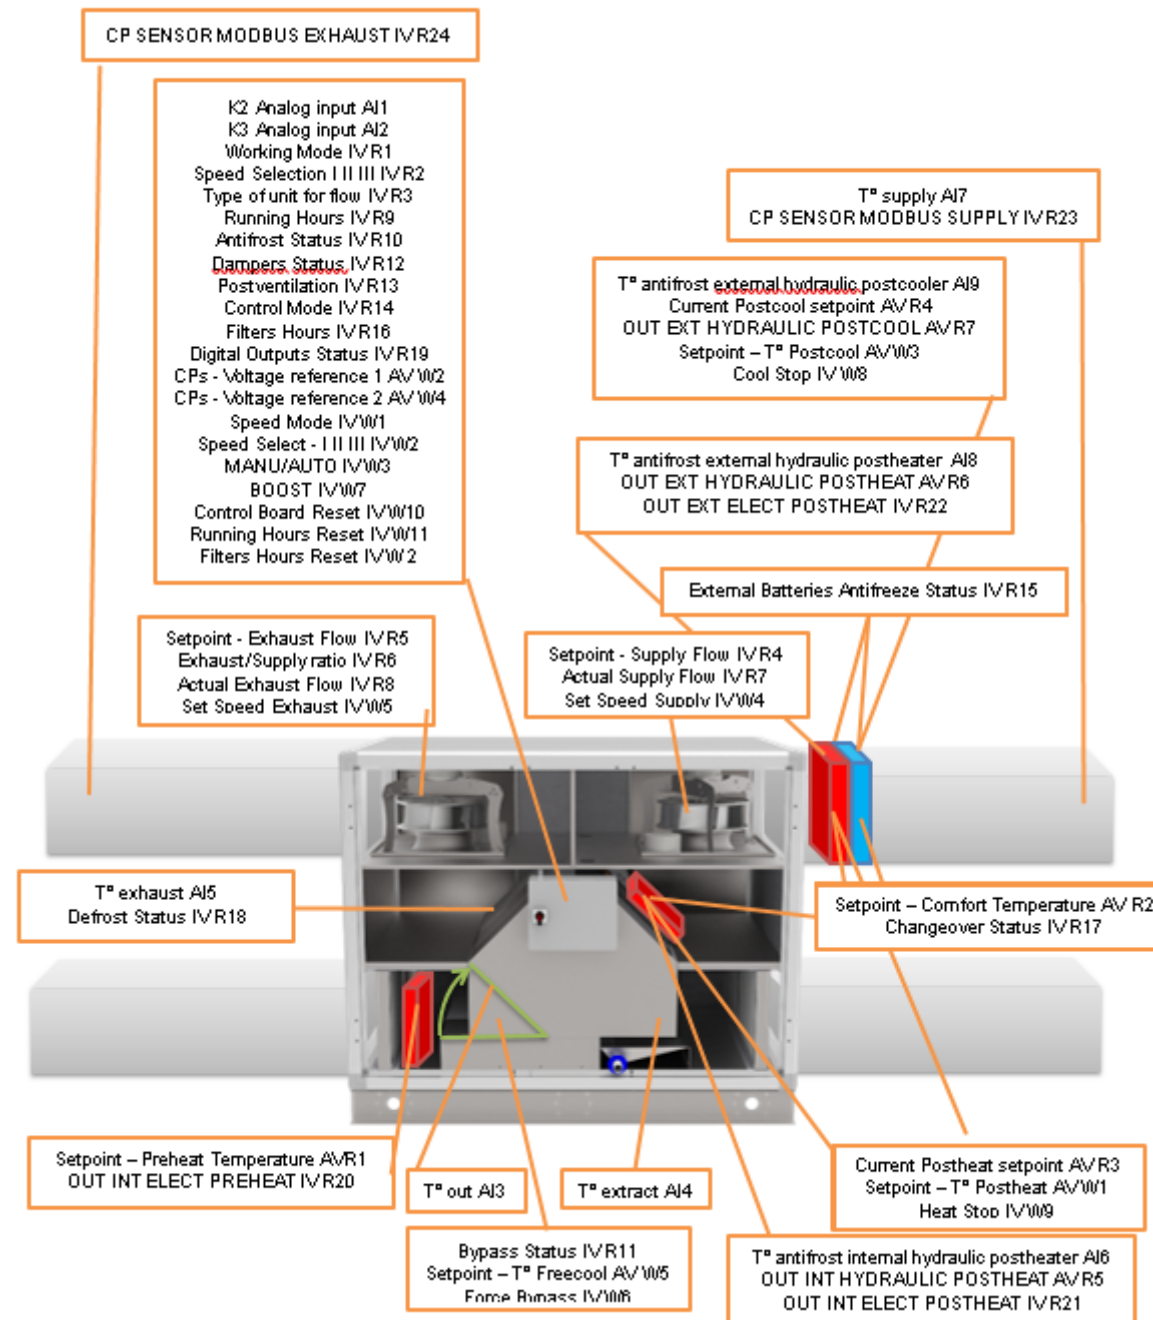 CP SENSOR MODBUS EXHAUST IVR24
K2 Analog input AI1
K3 Analog input AI2
Working Mode IVR1
Speed Selection I II III IVR2
Type of unit for flow IVR3
Running Hours IVR9
Antifrost Status IVR10
Dampers Status IVR12
Postventilation IVR13
Control Mode IVR14
Filters Hours IVR16
Digital Outputs Status IVR19
CPs - Voltage reference 1 AVW2
CPs - Voltage reference 2 AVW4
Speed Mode IVW1
Speed Select - I II III IVW2
MANU/AUTO IVW3
BOOST IVW7
Control Board Reset IVW10
Running Hours Reset IVW11
Filters Hours Reset IVW2
T° supply AI7
CP SENSOR MODBUS SUPPLY IVR23
T° antifrost external hydraulic postcooler AI9
Current Postcool setpoint AVR4
OUT EXT HYDRAULIC POSTCOOL AVR7
Setpoint – T° Postcool AVW3
Cool Stop IVW8
T° antifrost external hydraulic postheater AI8
OUT EXT HYDRAULIC POSTHEAT AVR6
OUT EXT ELECT POSTHEAT IVR22
External Batteries Antifreeze Status IVR15
Setpoint - Exhaust Flow IVR5
Exhaust/Supply ratio IVR6
Actual Exhaust Flow IVR8
Set Speed Exhaust IVW5
Setpoint - Supply Flow IVR4
Actual Supply Flow IVR7
Set Speed Supply IVW4
T° exhaust AI5
Defrost Status IVR18
Setpoint – Comfort Temperature AVR2
Changeover Status IVR17
Setpoint – Preheat Temperature AVR1
OUT INT ELECT PREHEAT IVR20
T° out AI3
T° extract AI4
Current Postheat setpoint AVR3
Setpoint – T° Postheat AVW1
Heat Stop IVW9
Bypass Status IVR11
Setpoint – T° Freecool AVW5
Force Bypass IVW6
T° antifrost internal hydraulic postheater AI6
OUT INT HYDRAULIC POSTHEAT AVR5
OUT INT ELECT POSTHEAT IVR21